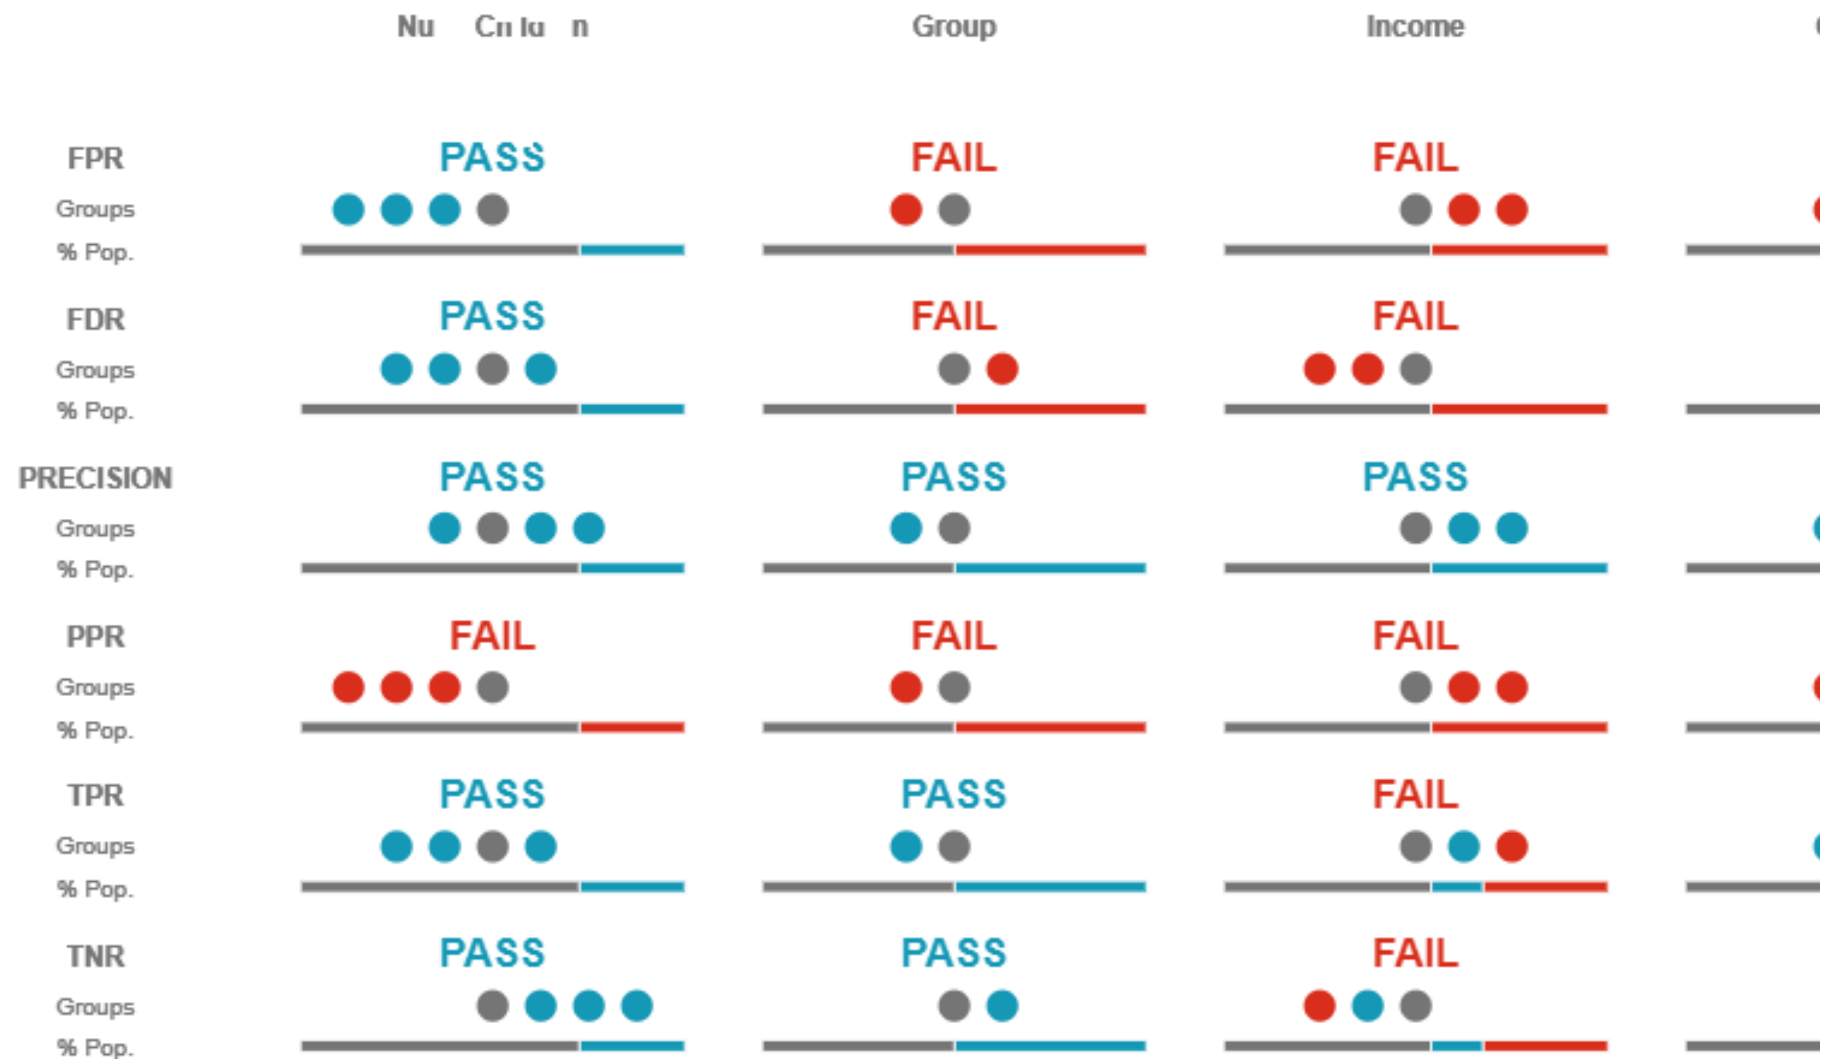 Group Income
FPR PASS FAIL FAIL
Groups
% Pop.
FDR PASS FAIL FAIL
Groups
% Pop.
PRECISION PASS PASS PASS
Groups
% Pop.
PPR FAIL FAIL FAIL
Groups
% Pop.
TPR PASS PASS FAIL
Groups
% Pop.
TNR PASS PASS FAIL
Groups
% Pop.